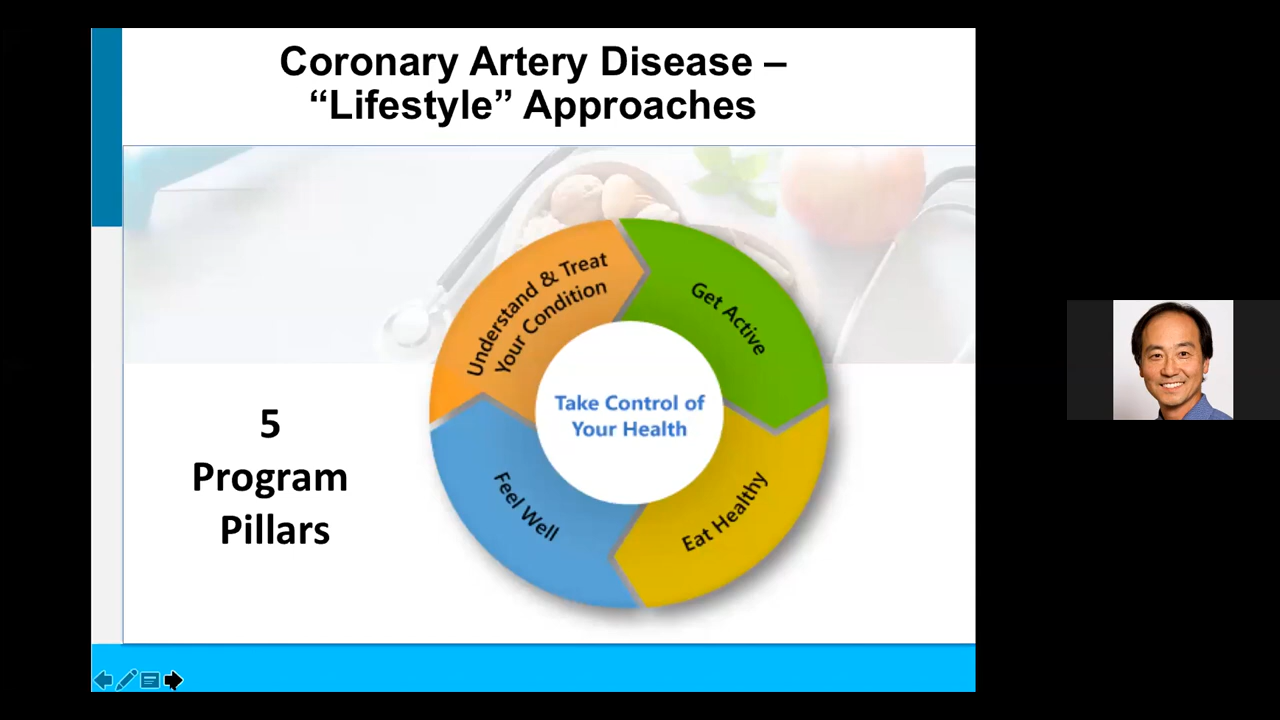 Coronary Artery Disease –
“Lifestyle” Approaches
Understand & Treat
Your Condition
Get Active
Take Control of
Your Health
5
Program
Pillars
Feel Well
Eat Healthy